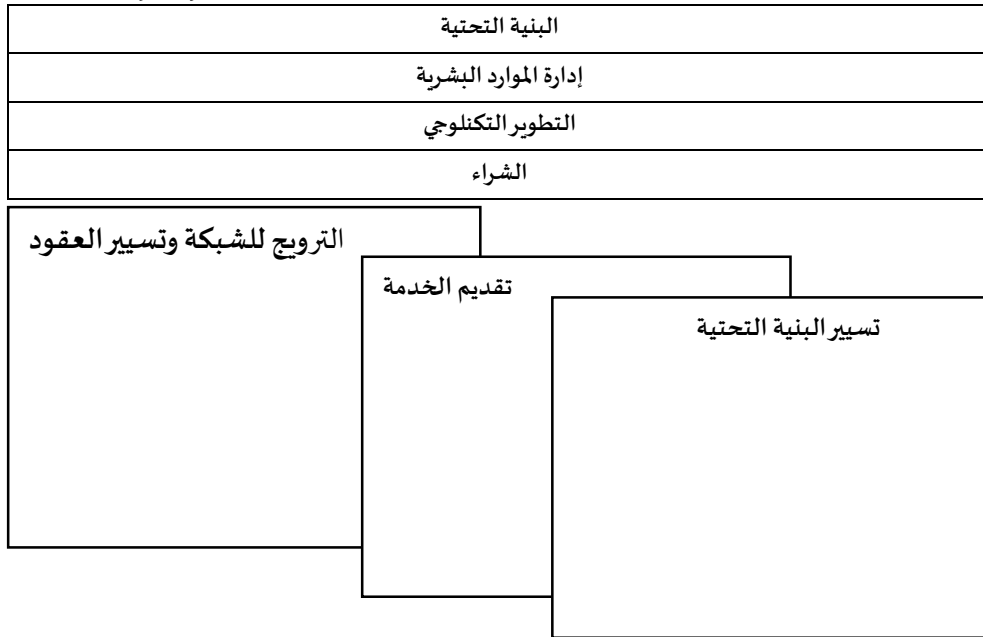 البنية التحتية
إدارة الموارد البشرية
التطوير التكنلوجي
الشراء
الترويج للشبكة وتسيير العقود
تقديم الخدمة
تسيير البنية التحتية